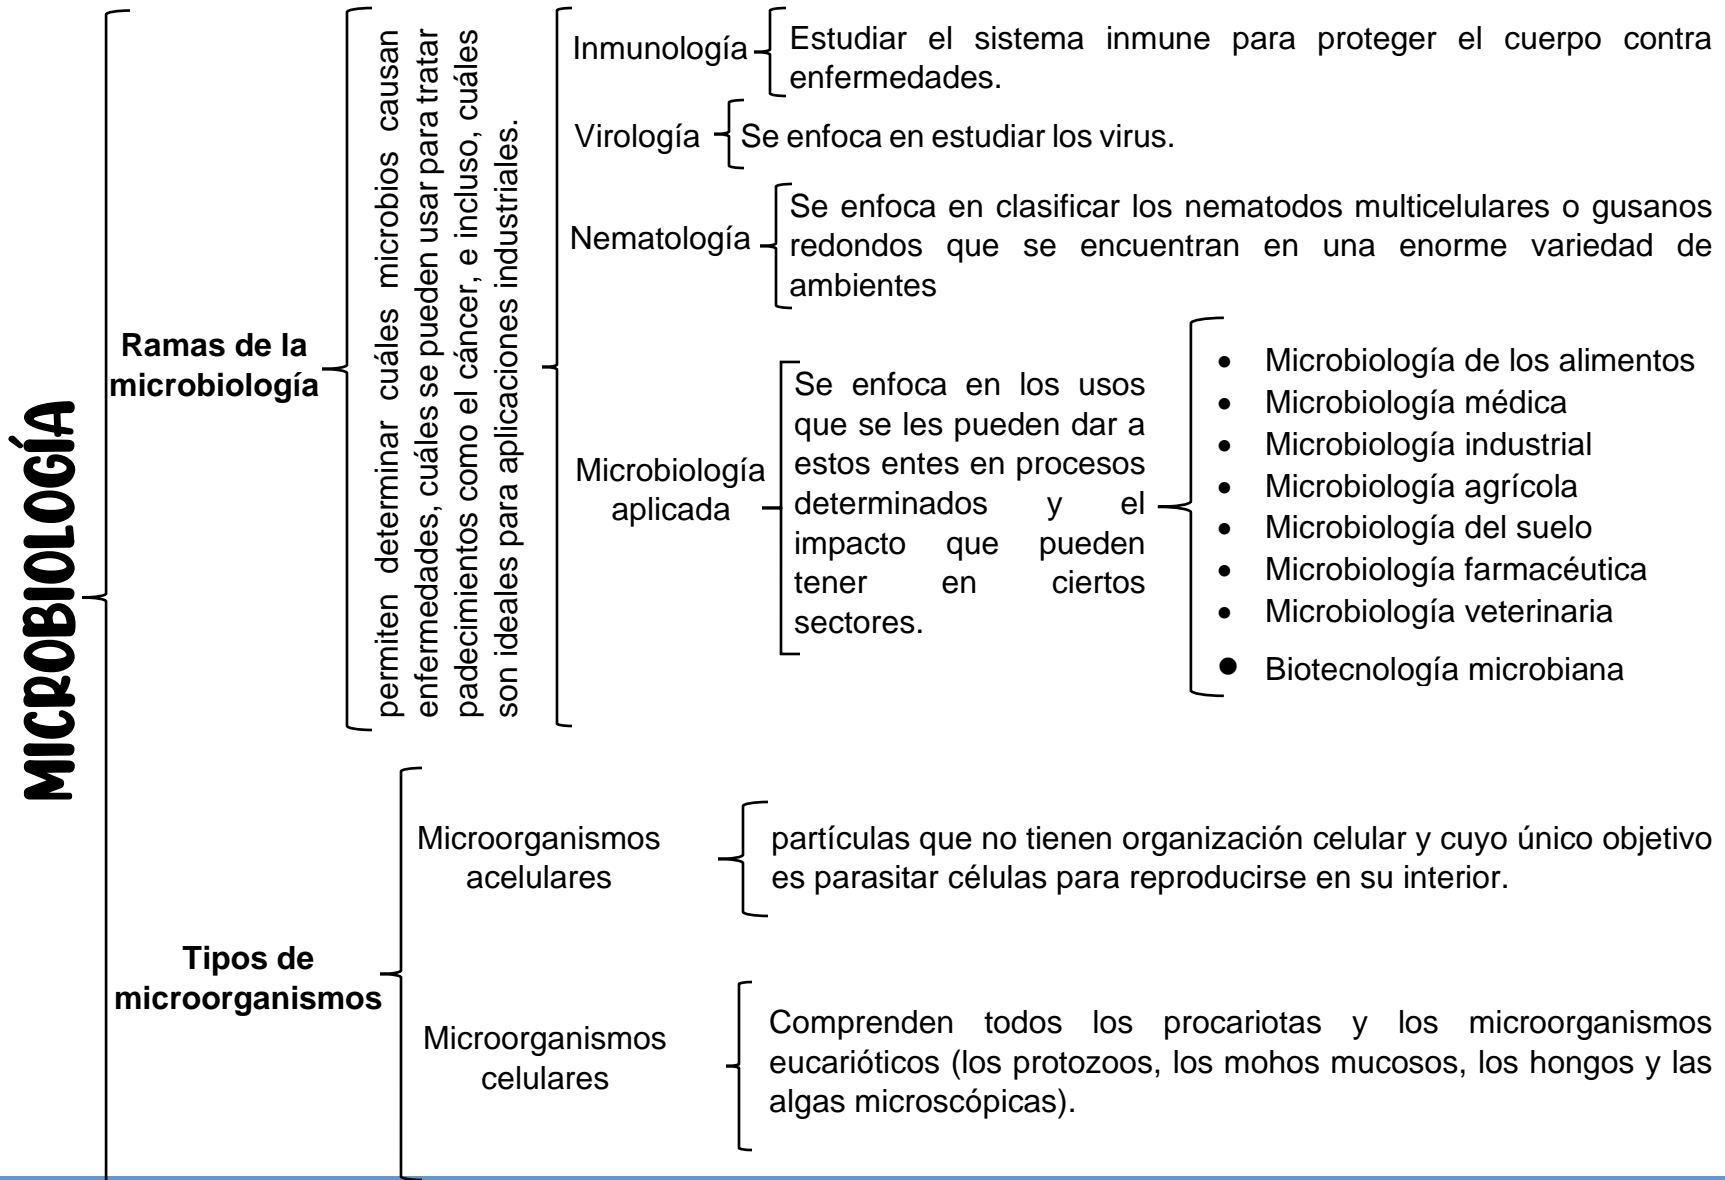 MICROBIOLOGÍA
Ramas de la
microbiología
permiten determinar cuáles microbios causan
enfermedades, cuáles se pueden usar para tratar
padecimientos como el cáncer, e incluso, cuáles
son ideales para aplicaciones industriales.
Inmunología
Estudiar el sistema inmune para proteger el cuerpo contra
enfermedades.
Virología
Se enfoca en estudiar los virus.
Nematología
Se enfoca en clasificar los nematodos multicelulares o gusanos
redondos que se encuentran en una enorme variedad de
ambientes
Microbiología
aplicada
Se enfoca en los usos
que se les pueden dar a
estos entes en procesos
determinados y el
impacto que pueden
tener en ciertos
sectores.
• Microbiología de los alimentos
• Microbiología médica
• Microbiología industrial
• Microbiología agrícola
• Microbiología del suelo
• Microbiología farmacéutica
• Microbiología veterinaria
• Biotecnología microbiana
Tipos de
microorganismos
Microorganismos
acelulares
partículas que no tienen organización celular y cuyo único objetivo
es parasitar células para reproducirse en su interior.
Microorganismos
celulares
Comprenden todos los procariotas y los microorganismos
eucarióticos (los protozoos, los mohos mucosos, los hongos y las
algas microscópicas).